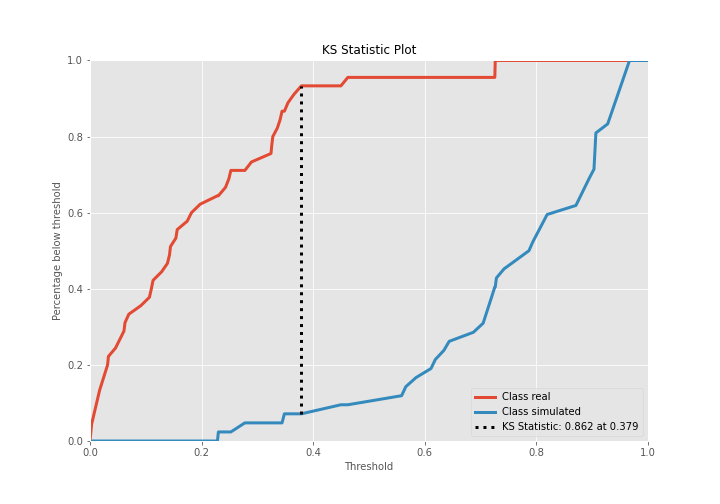 KS Statistic Plot
1.0
0.8
0.6
0.4
0.2
0.0
Percentage below threshold
0.0 0.2 0.4 0.6 0.8 1.0
Threshold
Class real
Class simulated
KS Statistic: 0.862 at 0.379